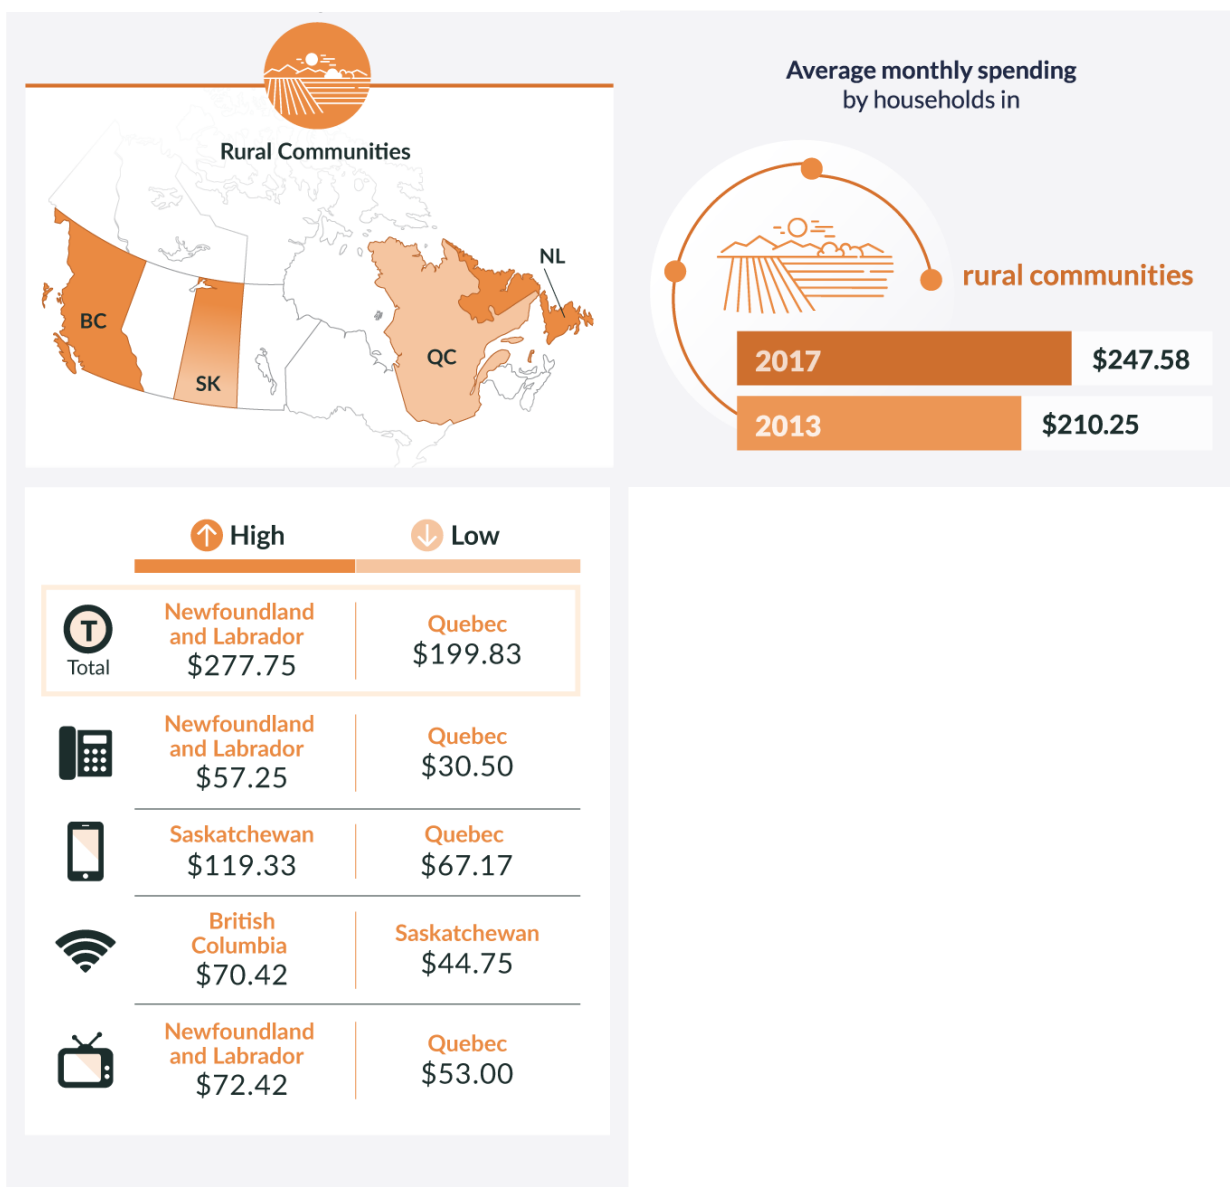 Rural Communities
BC
SK
QC
NL
Average monthly spending
by households in
rural communities
2017 $247.58
2013 $210.25
High Low
T
Total
Newfoundland
and Labrador
$277.75
Quebec
$199.83
Newfoundland
and Labrador
$57.25
Quebec
$30.50
Saskatchewan
$119.33
Quebec
$67.17
British
Columbia
$70.42
Saskatchewan
$44.75
Newfoundland
and Labrador
$72.42
Quebec
$53.00